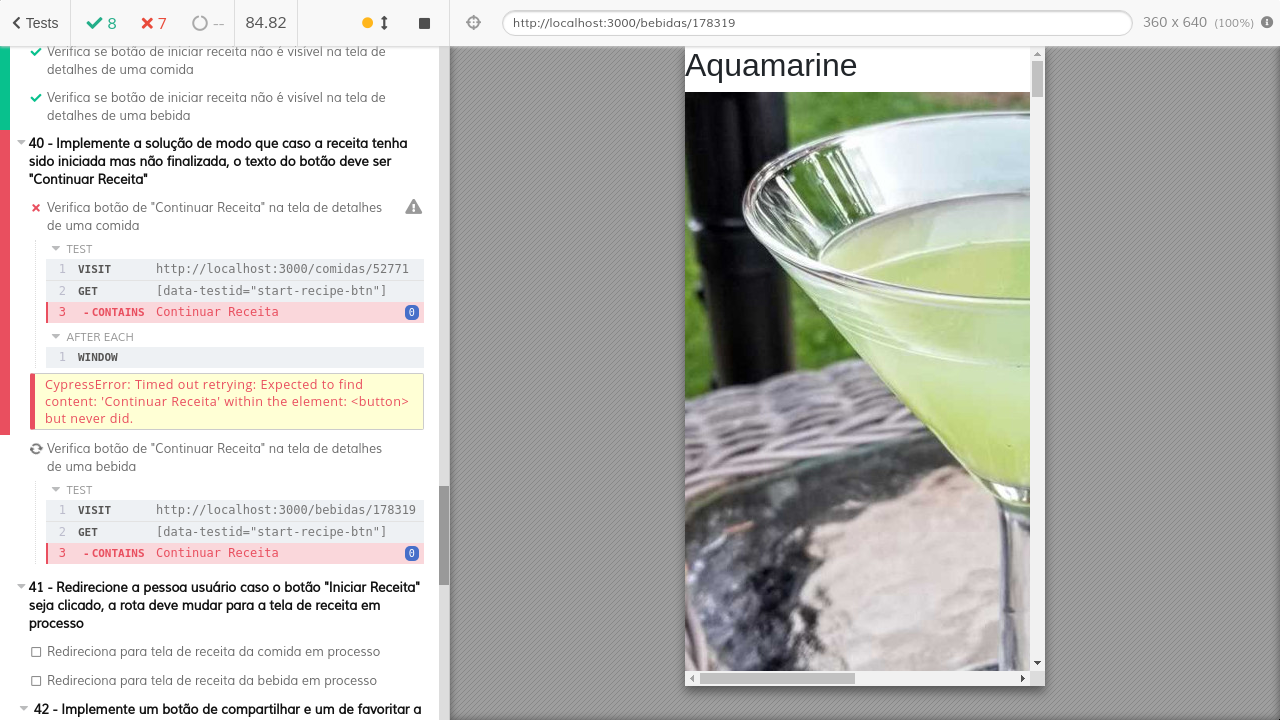 Tests
8
7
--
84.82
http://localhost:3000/bebidas/178319
360 x 640 (100%)
Verifica se botão de iniciar receita não é visível na tela de
detalhes de uma comida
Verifica se botão de iniciar receita não é visível na tela de
detalhes de uma bebida
40 - Implemente a solução de modo que caso a receita tenha
sido iniciada mas não finalizada, o texto do botão deve ser
"Continuar Receita"
Verifica botão de "Continuar Receita" na tela de detalhes
de uma comida
TEST
1 VISIT http://localhost:3000/comidas/52771
2 GET [data-testid="start-recipe-btn"]
3 - CONTAINS Continuar Receita 0
AFTER EACH
1 WINDOW
CypressError: Timed out retrying: Expected to find
content: 'Continuar Receita' within the element: <button>
but never did.
Verifica botão de "Continuar Receita" na tela de detalhes
de uma bebida
TEST
1 VISIT http://localhost:3000/bebidas/178319
2 GET [data-testid="start-recipe-btn"]
3 - CONTAINS Continuar Receita 0
41 - Redirecione a pessoa usuário caso o botão "Iniciar Receita"
seja clicado, a rota deve mudar para a tela de receita em
processo
Redireciona para tela de receita da comida em processo
Redireciona para tela de receita da bebida em processo
42 - Implemente um botão de compartilhar e um de favoritar a
Aquamarine